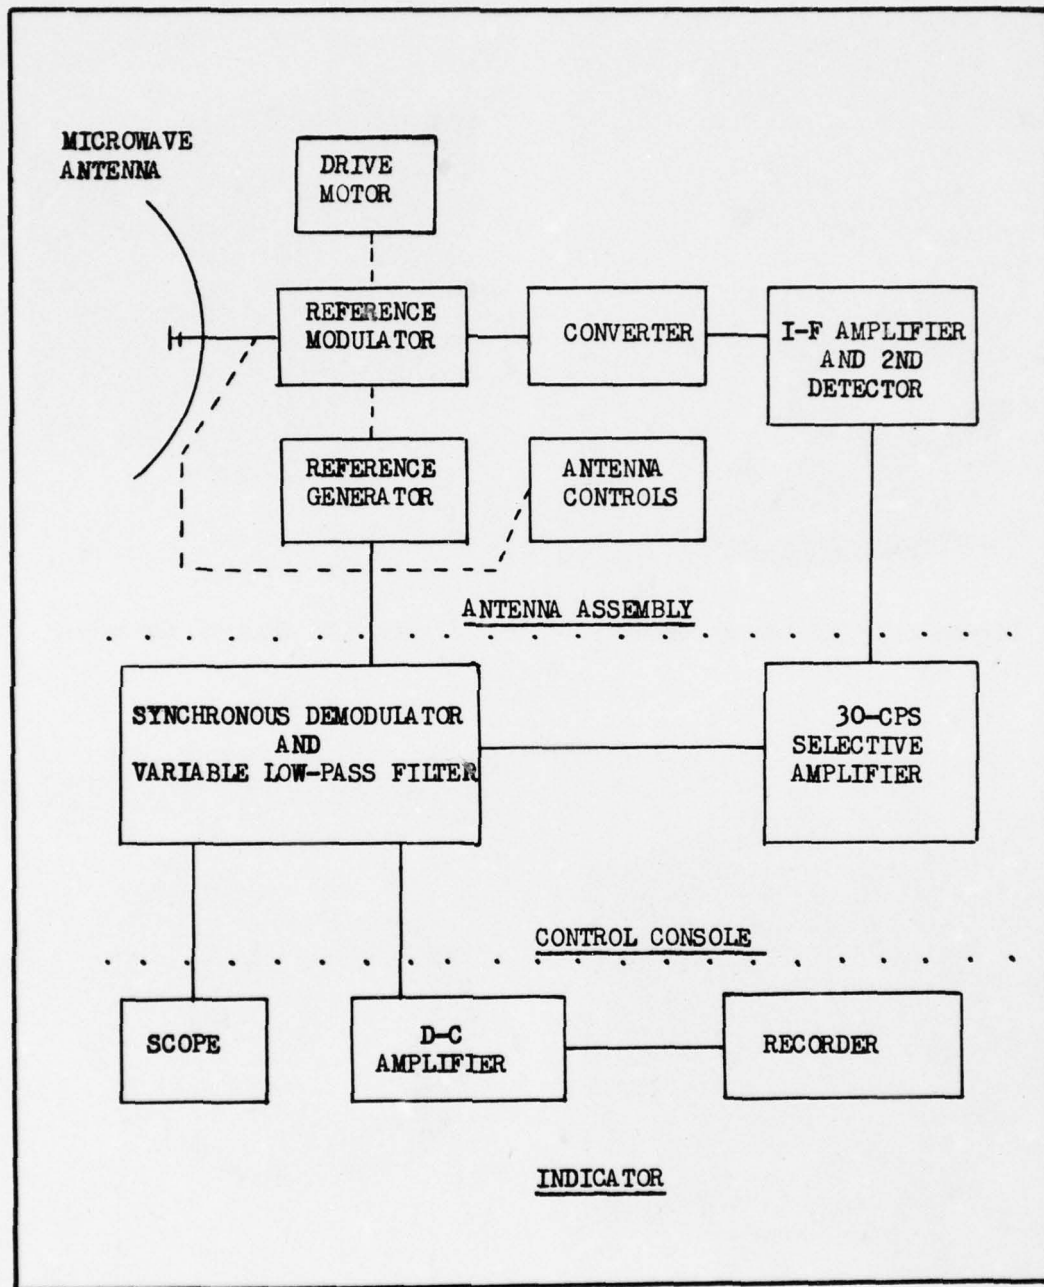 MICROWAVE
ANTENNA
DRIVE
MOTOR
REFERENCE
MODULATOR
CONVERTER
I-F AMPLIFIER
AND 2ND
DETECTOR
REFERENCE
GENERATOR
ANTENNA
CONTROLS
ANTENNA ASSEMBLY
SYNCHRONOUS DEMODULATOR
AND
VARIABLE LOW-PASS FILTER
30-CPS
SELECTIVE
AMPLIFIER
CONTROL CONSOLE
SCOPE
D-C
AMPLIFIER
RECORDER
INDICATOR